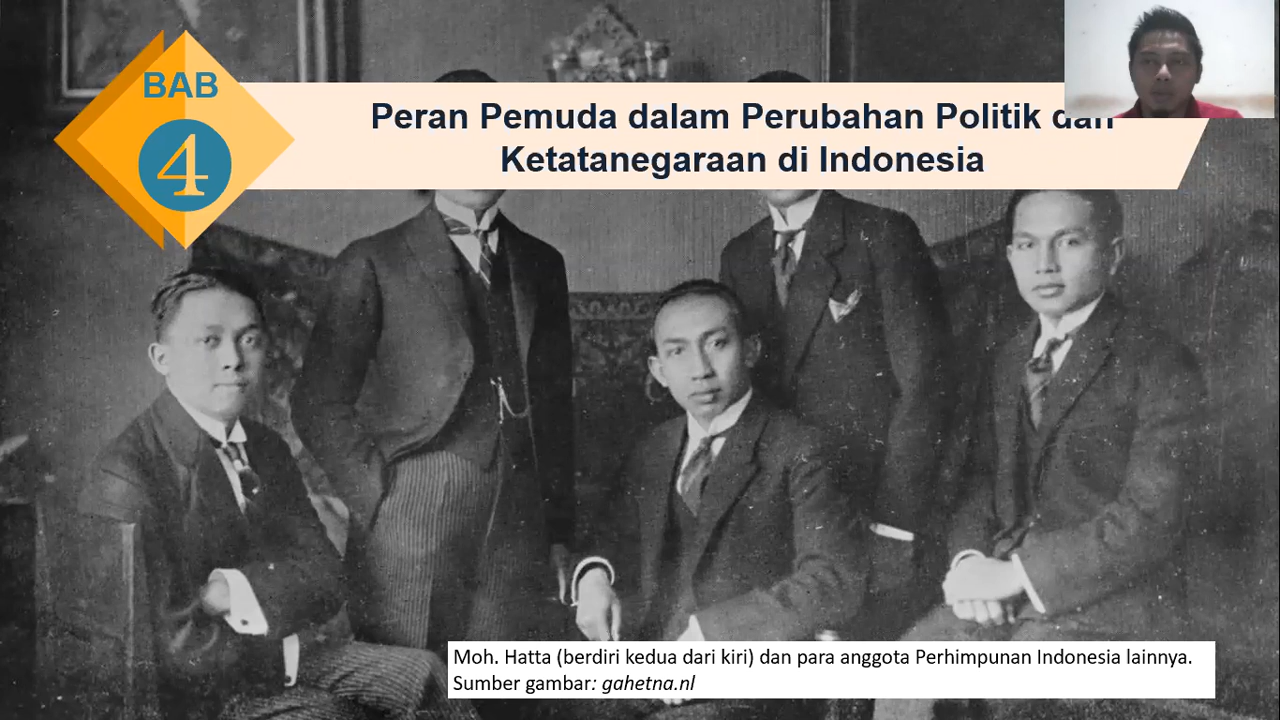 BAB
4
Peran Pemuda dalam Perubahan Politik dan
Ketatanegaraan di Indonesia
Moh. Hatta (berdiri kedua dari kiri) dan para anggota Perhimpunan Indonesia lainnya.
Sumber gambar: gahetna.nl